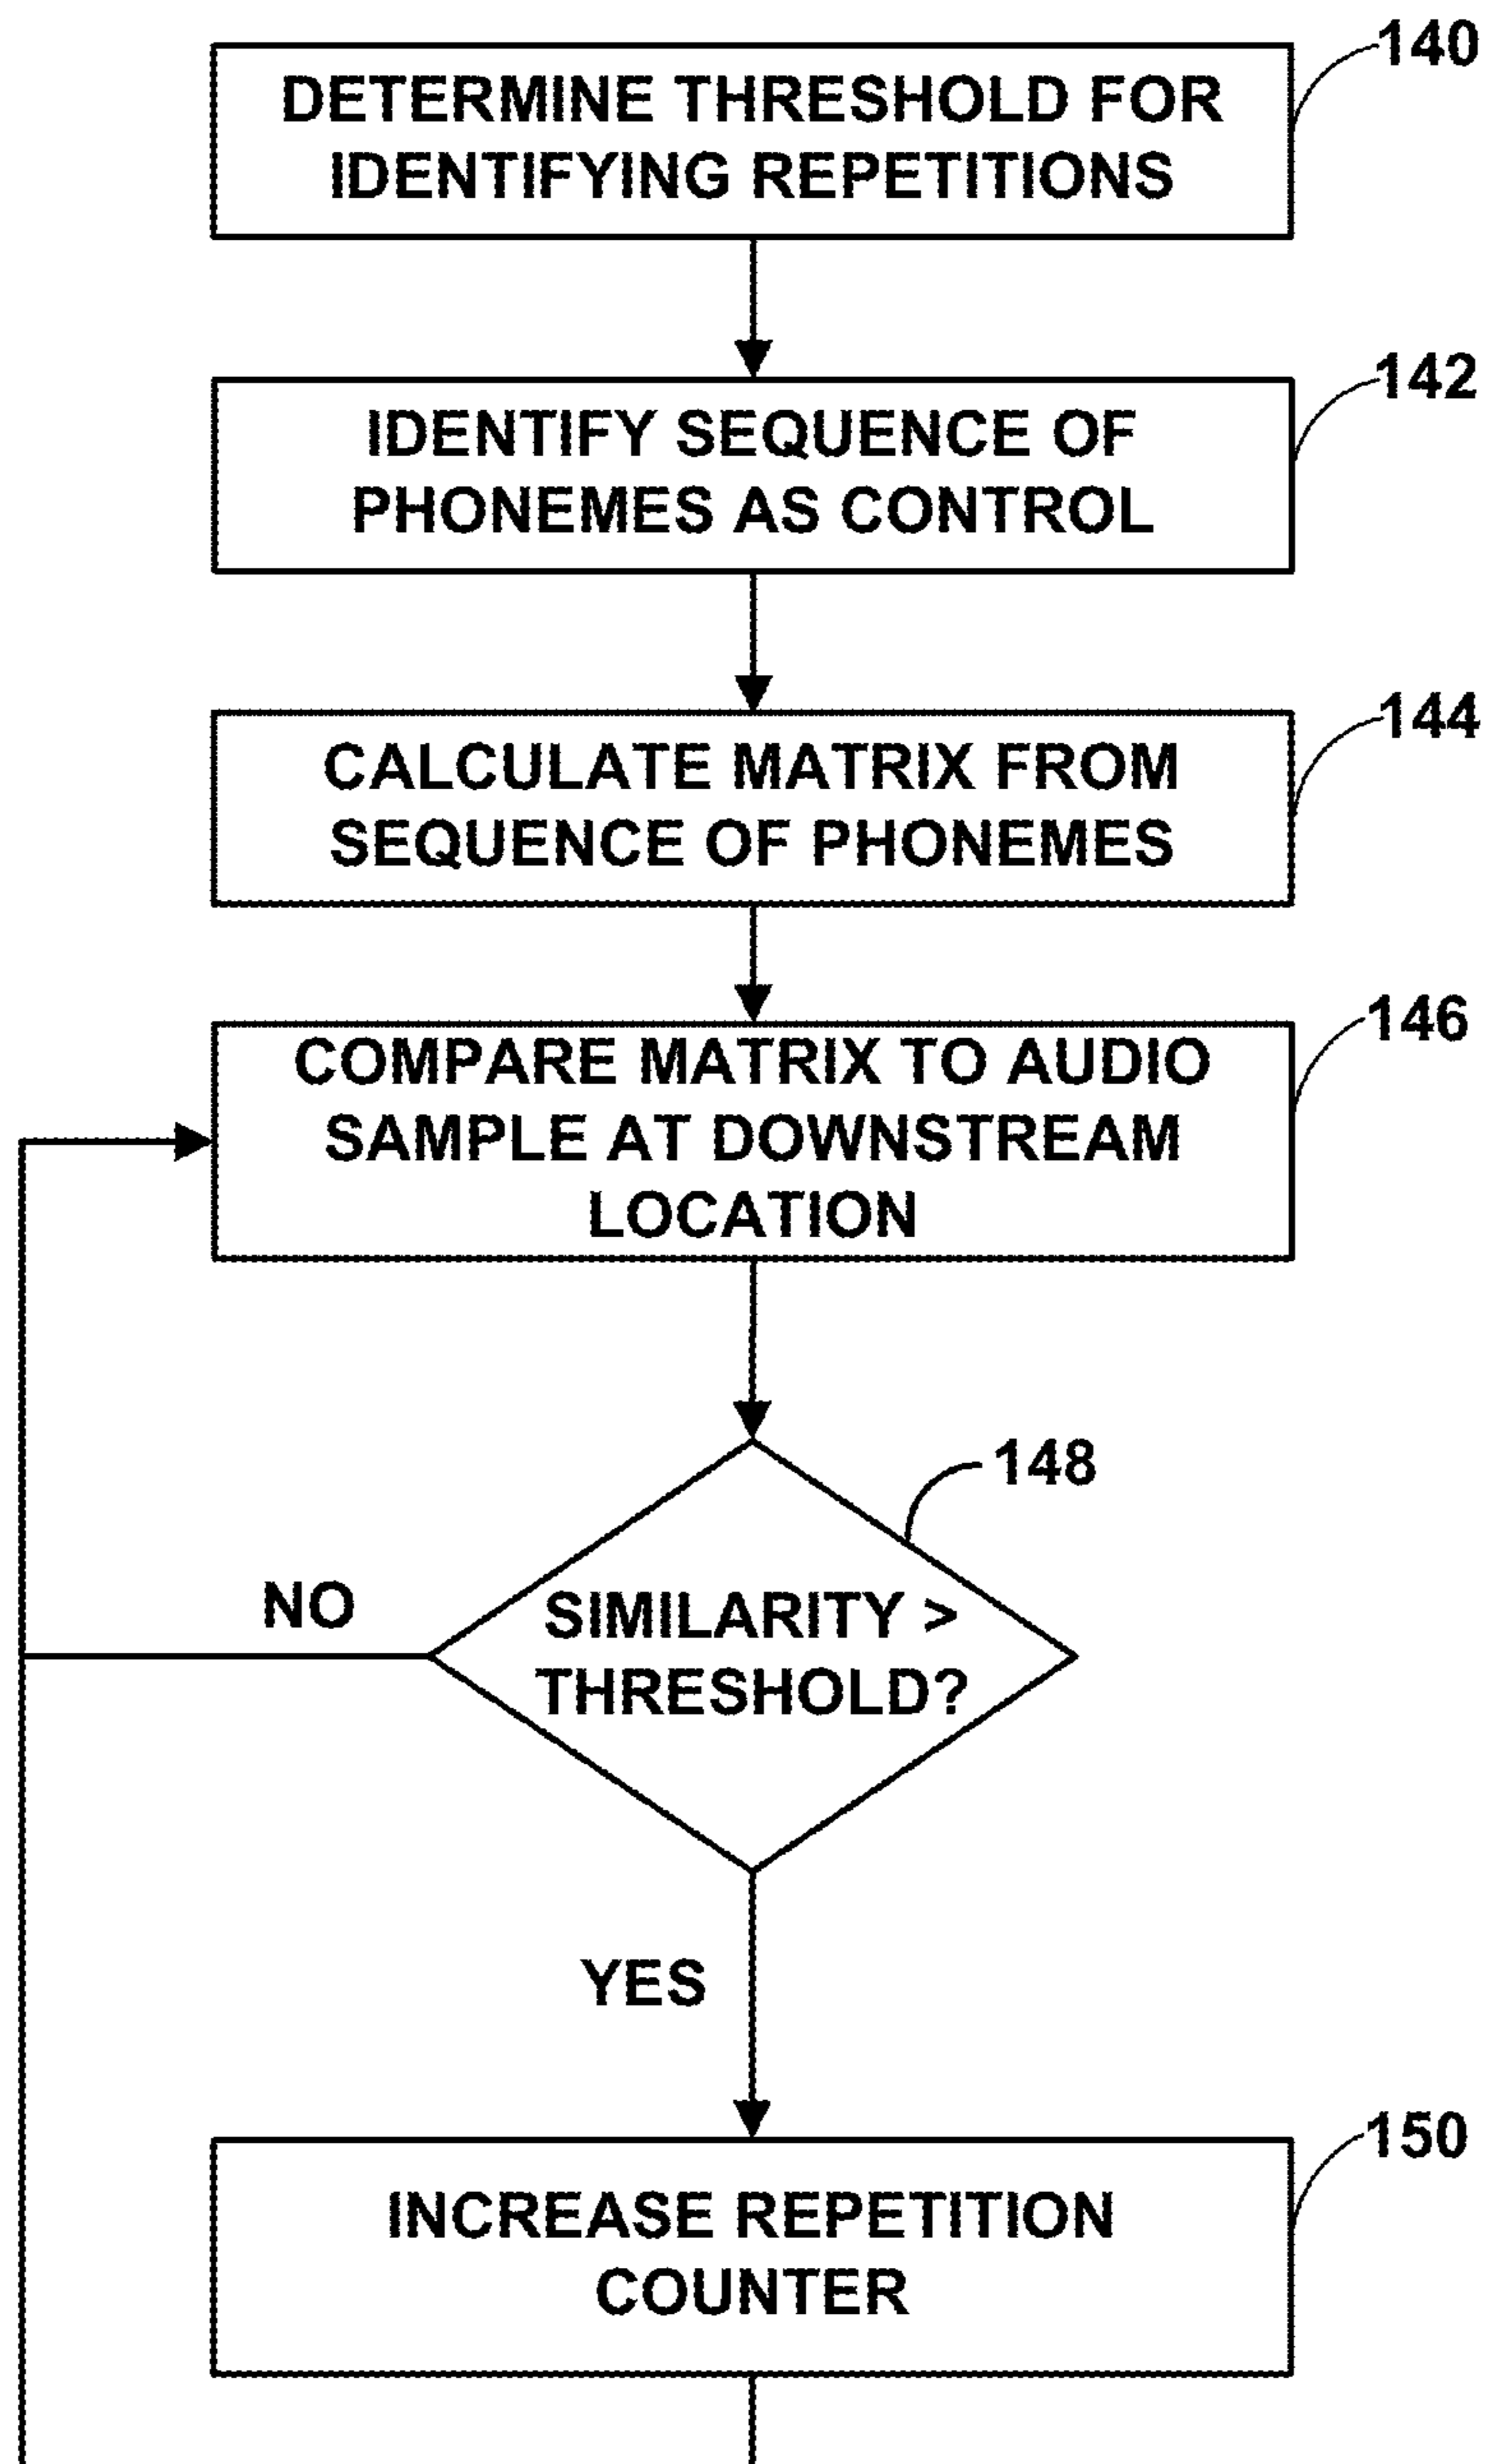 140
DETERMINE THRESHOLD FOR
IDENTIFYING REPETITIONS
142
IDENTIFY SEQUENCE OF
PHONEMES AS CONTROL
144
CALCULATE MATRIX FROM
SEQUENCE OF PHONEMES
146
COMPARE MATRIX TO AUDIO
SAMPLE AT DOWNSTREAM
LOCATION
148
NO
SIMILARITY >
THRESHOLD?
YES
150
INCREASE REPETITION
COUNTER